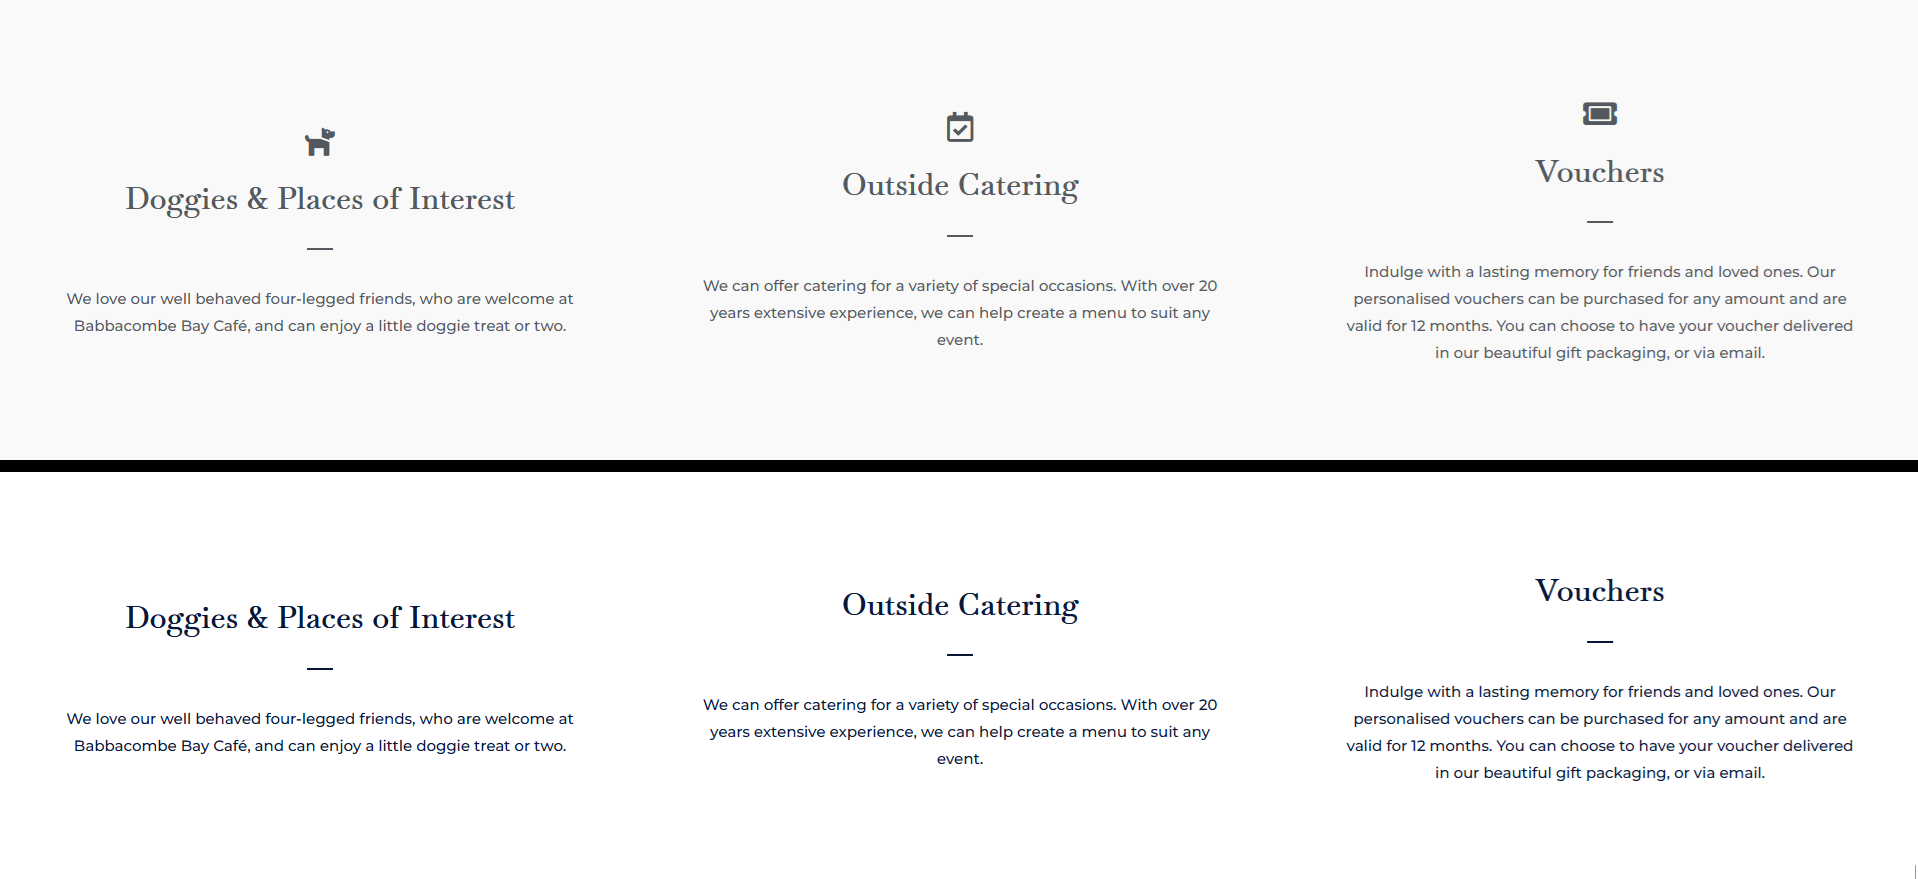 Doggies & Places of Interest
We love our well behaved four-legged friends, who are welcome at
Babbacombe Bay Café, and can enjoy a little doggie treat or two.
Outside Catering
We can offer catering for a variety of special occasions. With over 20
years extensive experience, we can help create a menu to suit any
event.
Vouchers
Indulge with a lasting memory for friends and loved ones. Our
personalised vouchers can be purchased for any amount and are
valid for 12 months. You can choose to have your voucher delivered
in our beautiful gift packaging, or via email.
Doggies & Places of Interest
We love our well behaved four-legged friends, who are welcome at
Babbacombe Bay Café, and can enjoy a little doggie treat or two.
Outside Catering
We can offer catering for a variety of special occasions. With over 20
years extensive experience, we can help create a menu to suit any
event.
Vouchers
Indulge with a lasting memory for friends and loved ones. Our
personalised vouchers can be purchased for any amount and are
valid for 12 months. You can choose to have your voucher delivered
in our beautiful gift packaging, or via email.